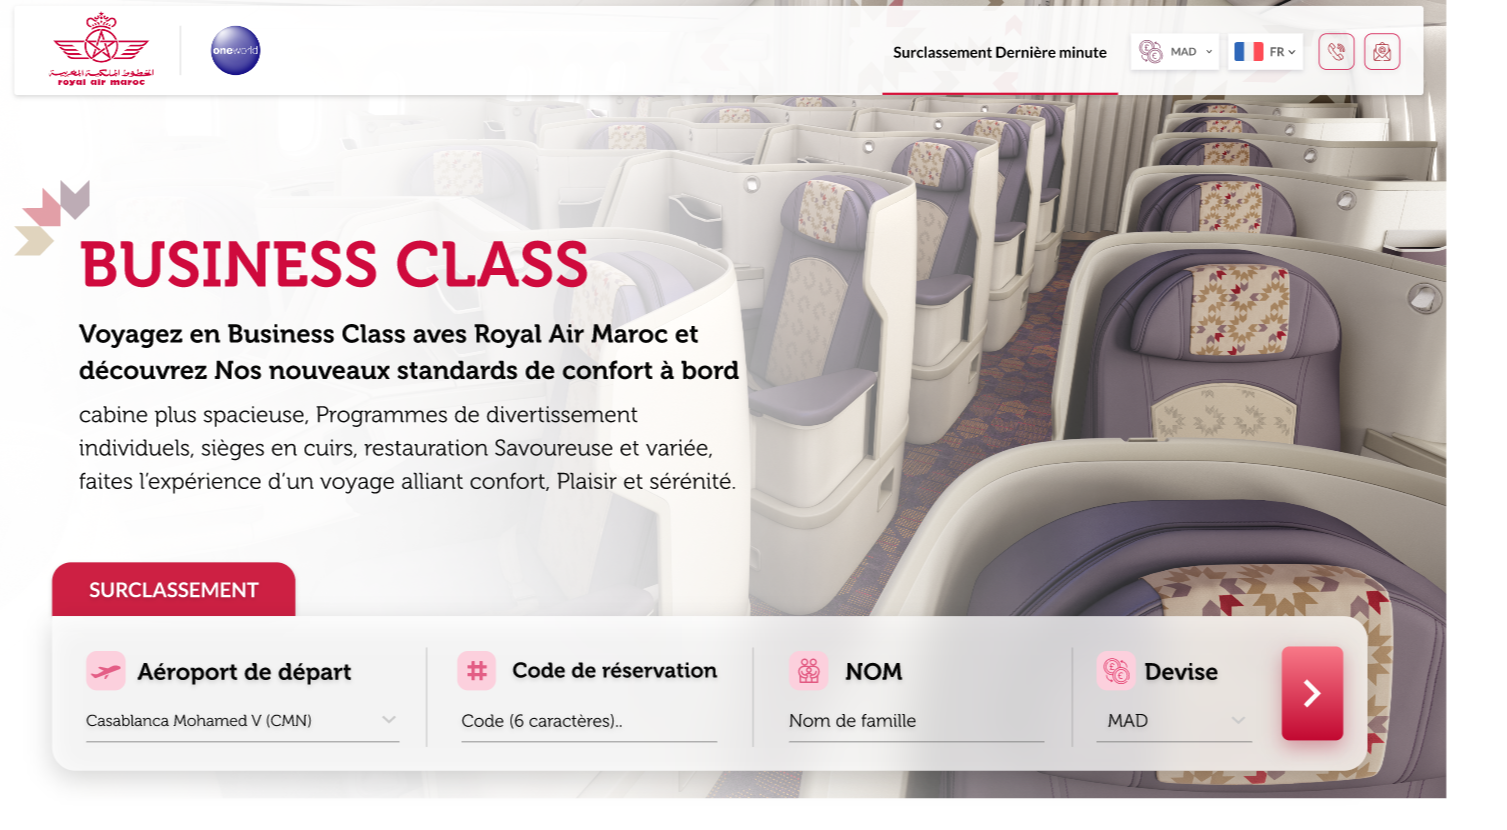 الخطوط الملكية المغربية
royal air maroc
oneworld
Surclassement Dernière minute
MAD
FR
BUSINESS CLASS
Voyagez en Business Class aves Royal Air Maroc et
découvrez Nos nouveaux standards de confort à bord
cabine plus spacieuse, Programmes de divertissement
individuels, sièges en cuirs, restauration Savoureuse et variée,
faites l’expérience d’un voyage alliant confort, Plaisir et sérénité.
SURCLASSEMENT
Aéroport de départ
Code de réservation
NOM
Devise
Casablanca Mohamed V (CMN)
Code (6 caractères)..
Nom de famille
MAD